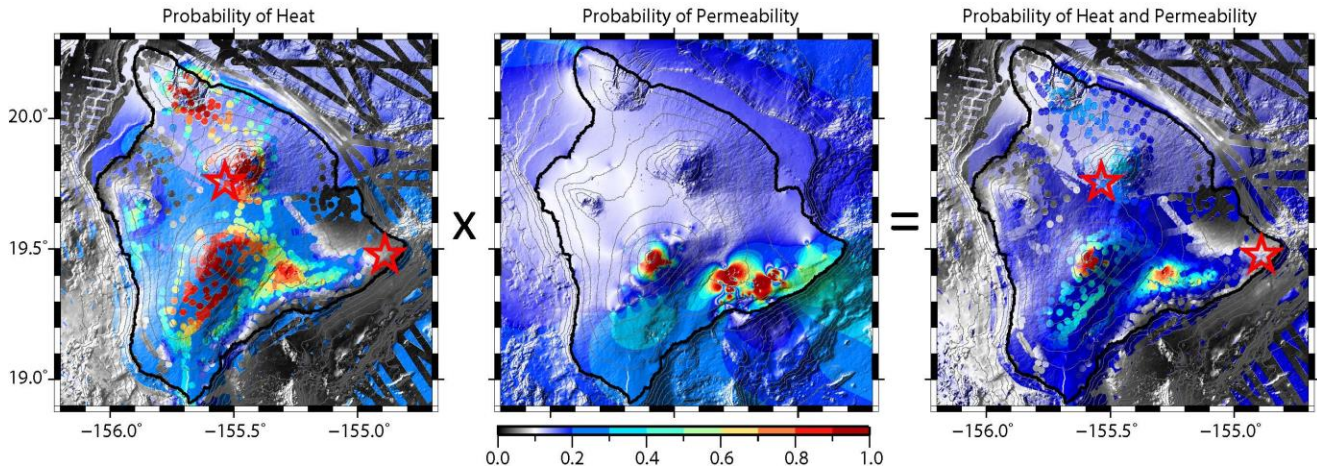 Probability of Heat
Probability of Permeability
Probability of Heat and Permeability
20.0°
19.5°
19.0°
x
=
−156.0°
−155.5°
−155.0°
−156.0°
−155.5°
−155.0°
0.0 0.2 0.4 0.6 0.8 1.0